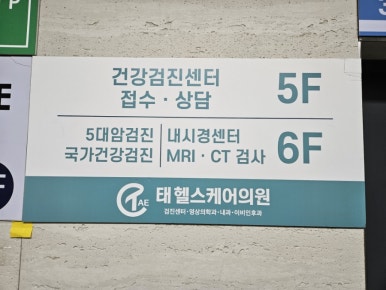 P
건강검진센터
접수 · 상담
5F
5대암검진
국가건강검진
내시경센터
MRI · CT 검사
6F
TAE
태 헬스케어의원
검진센터·영상의학과·내과·이비인후과
E
F